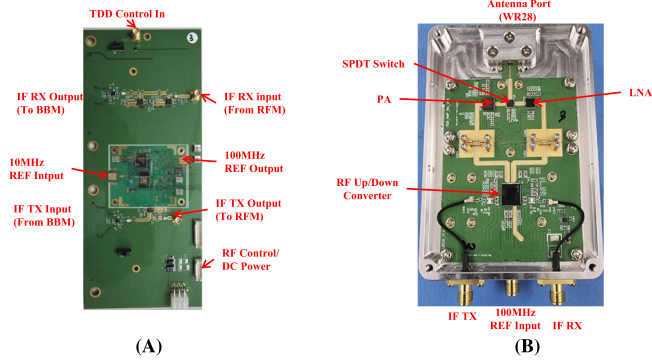 TDD Control In
IF RX Output
(To BBM)
IF RX input
(From RFM)
10MHz
REF Intput
100MHz
REF Output
IF TX Input
(From BBM)
IF TX Output
(To RFM)
RF Control/
DC Power
(A)
Antenna Port
(WR28)
SPDT Switch
PA
LNA
RF Up/Down
Converter
IF TX
100MHz
REF Input
IF RX
(B)